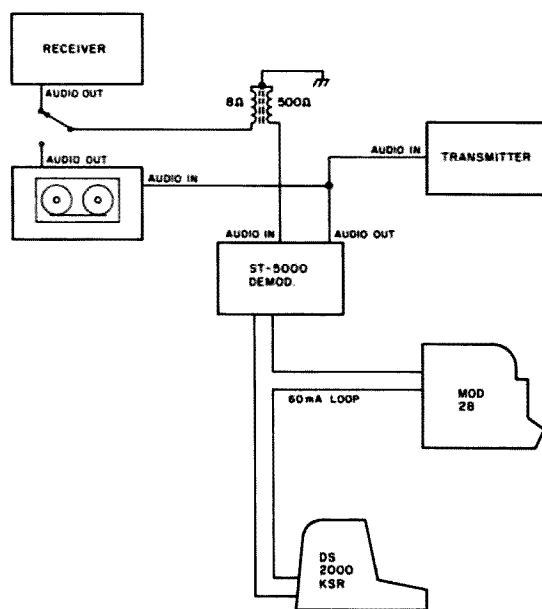 RECEIVER
AUDIO OUT
8Ω
500Ω
AUDIO OUT
AUDIO IN
AUDIO IN
TRANSMITTER
AUDIO IN
AUDIO OUT
ST-5000
DEMOD.
60mA LOOP
MOD
28
DS
2000
KSR